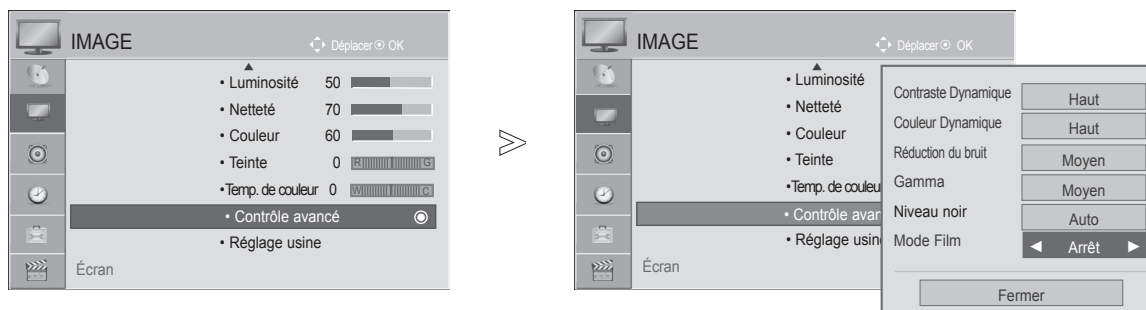 IMAGE
Déplacer OK
• Luminosité 50
• Netteté 70
• Couleur 60
• Teinte 0 R G
•Temp. de couleur 0 W C
• Contrôle avancé
• Réglage usine
Écran
>
IMAGE
Déplacer OK
• Luminosité
• Netteté
• Couleur
• Teinte
•Temp. de couleu
• Contrôle avar
• Réglage usin
Écran
Contraste Dynamique Haut
Couleur Dynamique Haut
Réduction du bruit Moyen
Gamma Moyen
Niveau noir Auto
Mode Film ◀ Arrêt ▶
Fermer